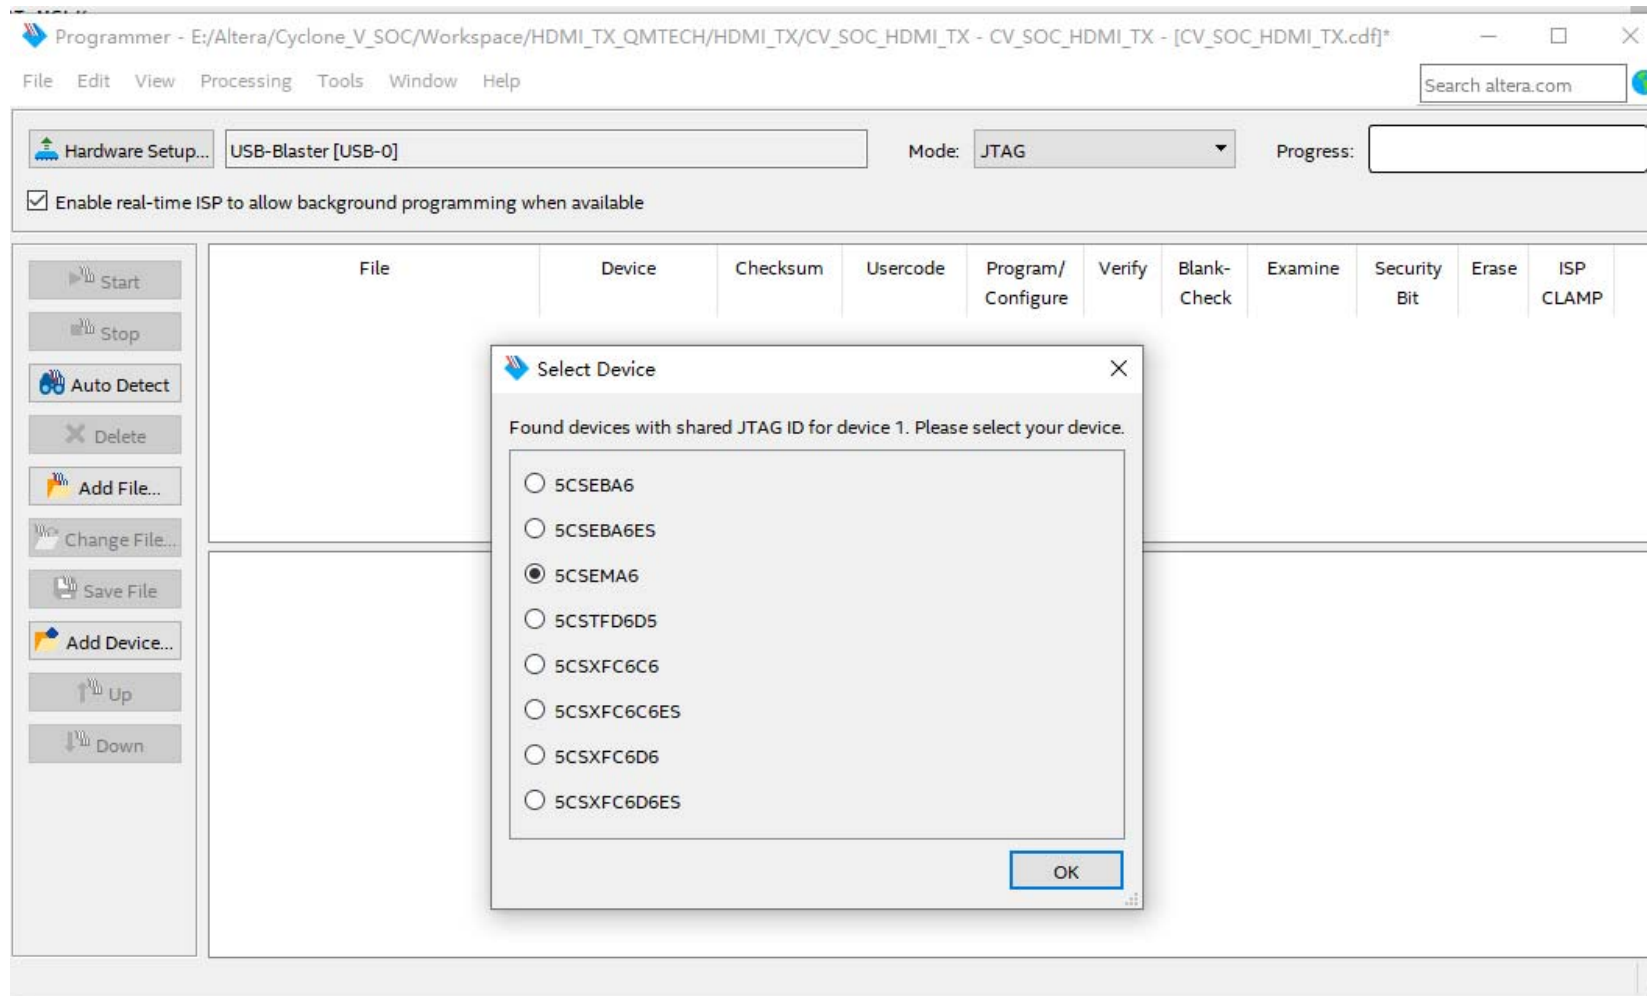 Programmer - E:/Altera/Cyclone_V_SOC/Workspace/HDMI_TX_QMTECH/HDMI_TX/CV_SOC_HDMI_TX - CV_SOC_HDMI_TX - [CV_SOC_HDMI_TX.cdf]*
File Edit View Processing Tools Window Help
Search altera.com
Hardware Setup... USB-Blaster [USB-0] Mode: JTAG Progress:
Enable real-time ISP to allow background programming when available
Start
Stop
Auto Detect
Delete
Add File...
Change File...
Save File
Add Device...
Up
Down
File Device Checksum Usercode Program/ Verify Blank- Examine Security Erase ISP
Configure Check Bit CLAMP
Select Device
Found devices with shared JTAG ID for device 1. Please select your device.
5CSEBA6
5CSEBA6ES
5CSEMA6
5CSTFD6D5
5CSXFC6C6
5CSXFC6C6ES
5CSXFC6D6
5CSXFC6D6ES
OK